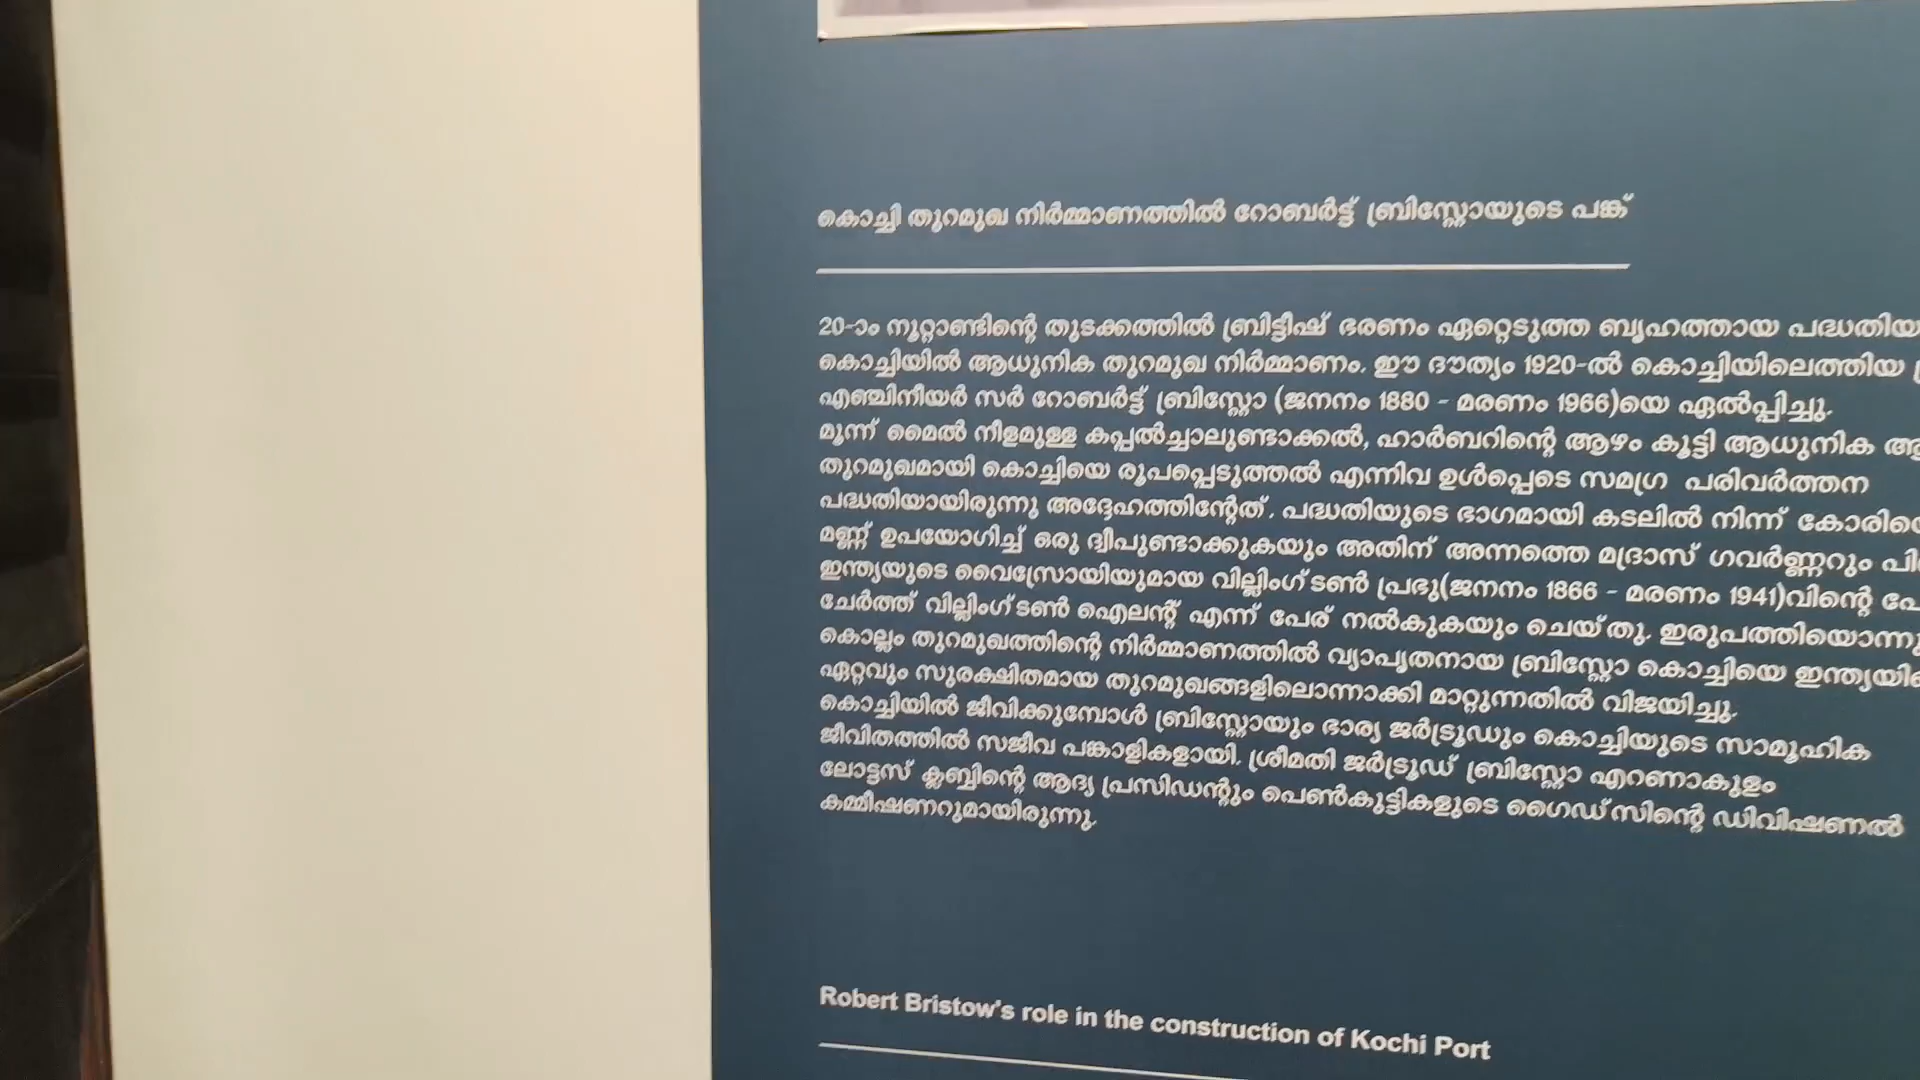 കൊച്ചി തുറമുഖ നിർമ്മാണത്തിൽ റോബർട്ട് ബ്രിസ്റ്റോയുടെ പങ്ക്
20-ാം നൂറ്റാണ്ടിന്റെ തുടക്കത്തിൽ ബ്രിട്ടീഷ് ഭരണം ഏറ്റെടുത്ത ബൃഹത്തായ
കൊച്ചിയിൽ ആധുനിക തുറമുഖ നിർമ്മാണം. ഈ ദൗത്യം 1920-ൽ കൊച്ചിയിലെത്തിയ
എഞ്ചിനീയർ സർ റോബർട്ട് ബ്രിസ്റ്റോ (ജനനം 1880 - മരണം 1966)യെ ഏൽപ്പിച്ചു.
മൂന്ന് മൈൽ നീളമുള്ള കപ്പൽച്ചാലുണ്ടാക്കൽ, ഹാർബറിന്റെ ആഴം കൂട്ടി ആധുനിക
തുറമുഖമായി കൊച്ചിയെ രൂപപ്പെടുത്തൽ എന്നിവ ഉൾപ്പെടെ സമഗ്ര പരിവർത്തന
പദ്ധതിയായിരുന്നു അദ്ദേഹത്തിന്റേത്. പദ്ധതിയുടെ ഭാഗമായി കടലിൽ നിന്ന്
മണ്ണ് ഉപയോഗിച്ച് ഒരു ദ്വീപുണ്ടാക്കുകയും അതിന് അന്നത്തെ മദ്രാസ് ഗവർണ്ണറും
ഇന്ത്യയുടെ വൈസ്രോയിയുമായ വില്ലിംഗ്ടൺ പ്രഭു(ജനനം 1866 - മരണം 1941)വിന്റെ
ചേർത്ത് വില്ലിംഗ്ടൺ ഐലന്റ് എന്ന് പേര് നൽകുകയും ചെയ്തു.
കൊല്ലം തുറമുഖത്തിന്റെ നിർമ്മാണത്തിൽ വ്യാപൃതനായ ബ്രിസ്റ്റോ കൊച്ചിയെ
ഏറ്റവും സുരക്ഷിതമായ തുറമുഖങ്ങളിലൊന്നാക്കി മാറ്റുന്നതിൽ വിജയിച്ചു.
കൊച്ചിയിൽ ജീവിക്കുമ്പോൾ ബ്രിസ്റ്റോയും ഭാര്യ ജർട്രൂഡും കൊച്ചിയുടെ സാമൂഹിക
ജീവിതത്തിൽ സജീവ പങ്കാളികളായി. ശ്രീമതി ജർട്രൂഡ് ബ്രിസ്റ്റോ എറണാകുളം
ലോട്ടസ് ക്ലബ്ബിന്റെ ആദ്യ പ്രസിഡന്റും പെൺകുട്ടികളുടെ ഗൈഡ്സിന്റെ ഡിവിഷണൽ
കമ്മീഷണറുമായിരുന്നു.
Robert Bristow's role in the construction of Kochi Port